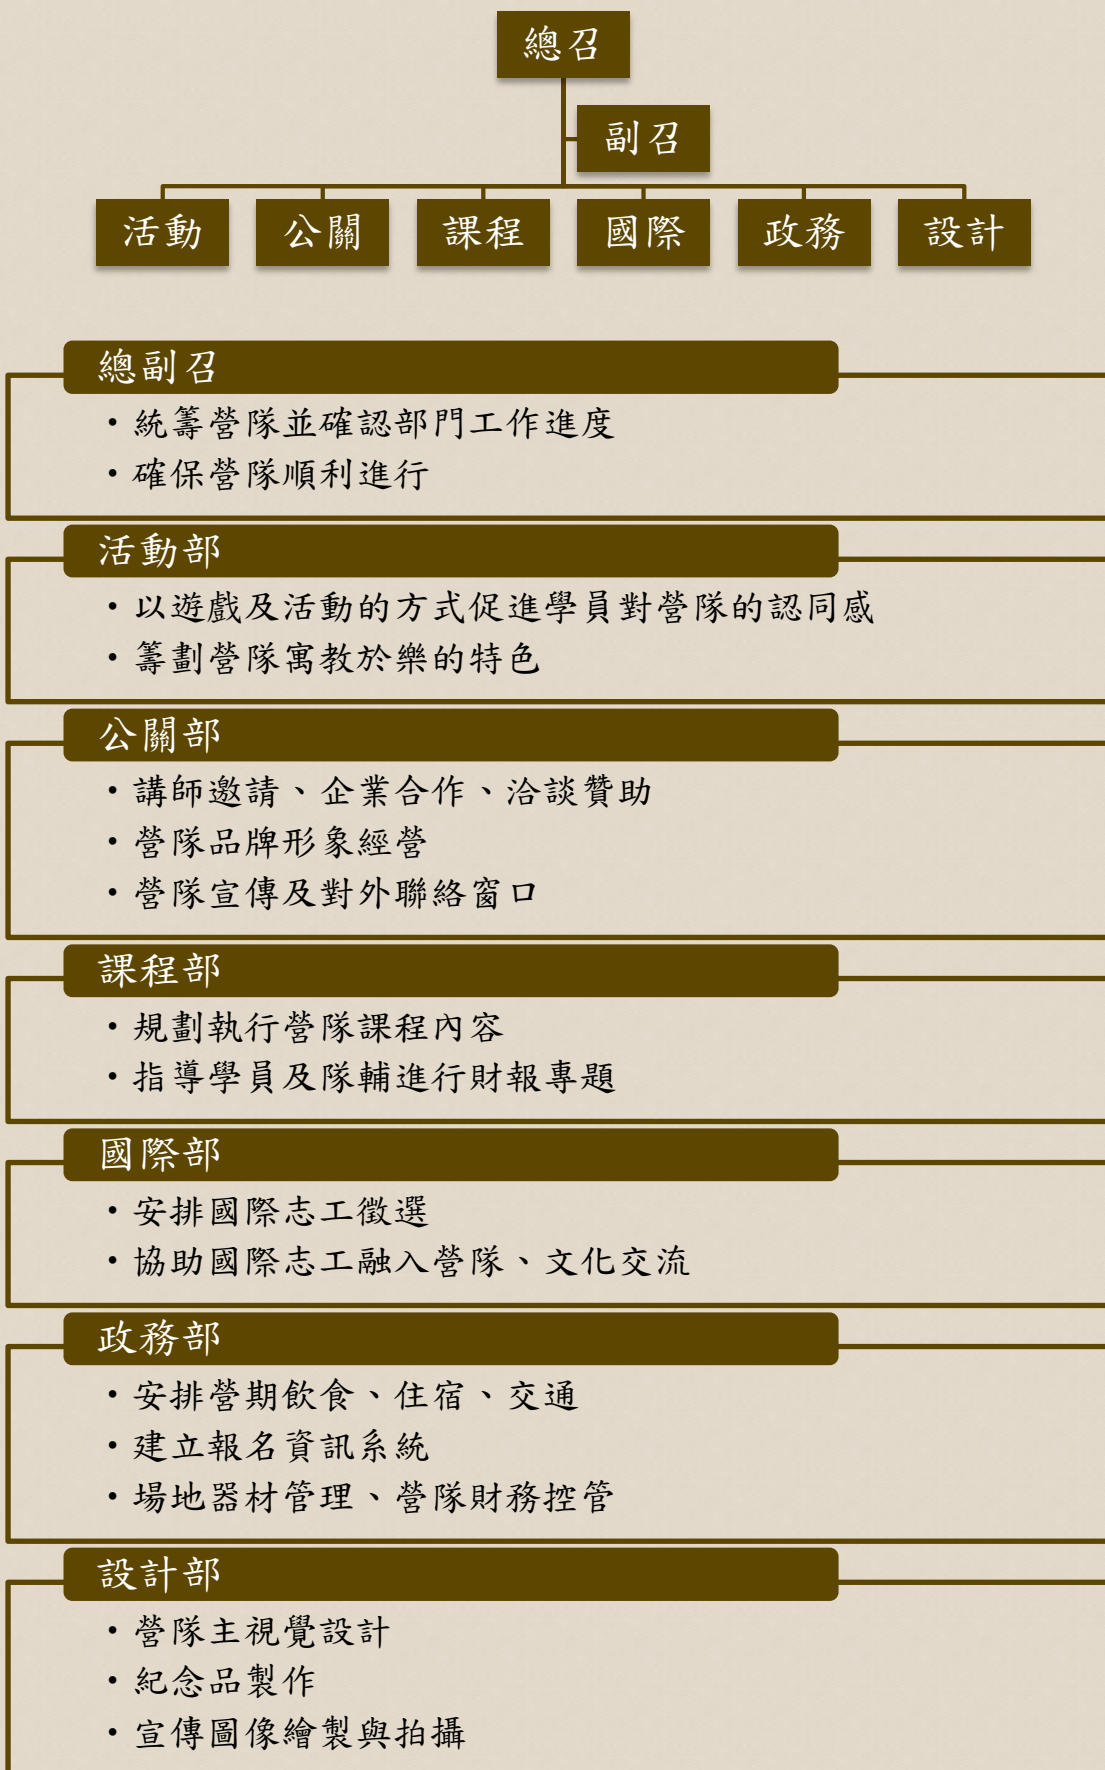 總召
副召
活動 公關 課程 國際 政務 設計
總副召
・統籌營隊並確認部門工作進度
・確保營隊順利進行
活動部
・以遊戲及活動的方式促進學員對營隊的認同感
・籌劃營隊寓教於樂的特色
公關部
・講師邀請、企業合作、洽談贊助
・營隊品牌形象經營
・營隊宣傳及對外聯絡窗口
課程部
・規劃執行營隊課程內容
・指導學員及隊輔進行財報專題
國際部
・安排國際志工徵選
・協助國際志工融入營隊、文化交流
政務部
・安排營期飲食、住宿、交通
・建立報名資訊系統
・場地器材管理、營隊財務控管
設計部
・營隊主視覺設計
・紀念品製作
・宣傳圖像繪製與拍攝